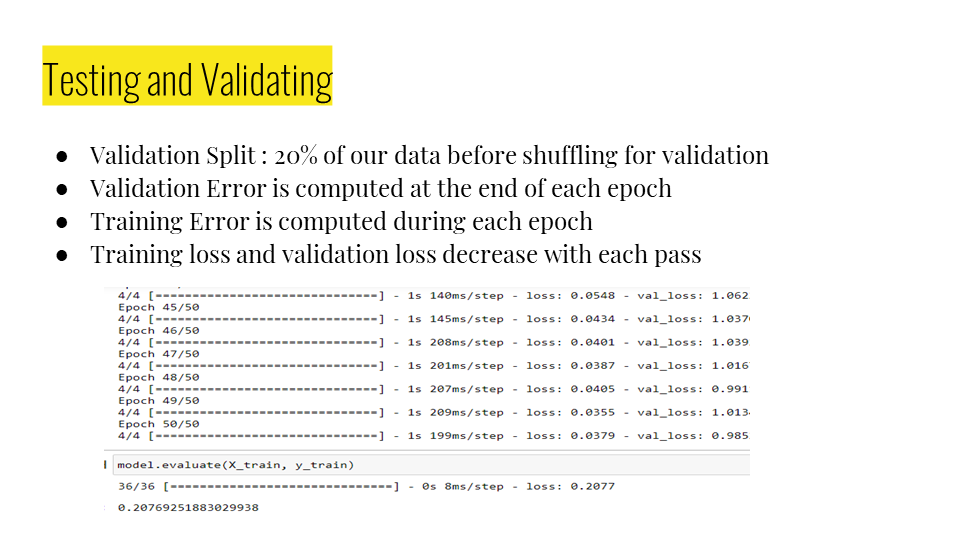 Testing and Validating
● Validation Split : 20% of our data before shuffling for validation
● Validation Error is computed at the end of each epoch
● Training Error is computed during each epoch
● Training loss and validation loss decrease with each pass
4/4 [==============================] - 1s 140ms/step - loss: 0.0548 - val_loss: 1.062
Epoch 45/50
4/4 [==============================] - 1s 145ms/step - loss: 0.0434 - val_loss: 1.037
Epoch 46/50
4/4 [==============================] - 1s 208ms/step - loss: 0.0401 - val_loss: 1.039
Epoch 47/50
4/4 [==============================] - 1s 201ms/step - loss: 0.0387 - val_loss: 1.016
Epoch 48/50
4/4 [==============================] - 1s 207ms/step - loss: 0.0405 - val_loss: 0.991
Epoch 49/50
4/4 [==============================] - 1s 209ms/step - loss: 0.0355 - val_loss: 1.013
Epoch 50/50
4/4 [==============================] - 1s 199ms/step - loss: 0.0379 - val_loss: 0.985
model.evaluate(X_train, y_train)
36/36 [==============================] - 0s 8ms/step - loss: 0.2077
0.20769251883029938